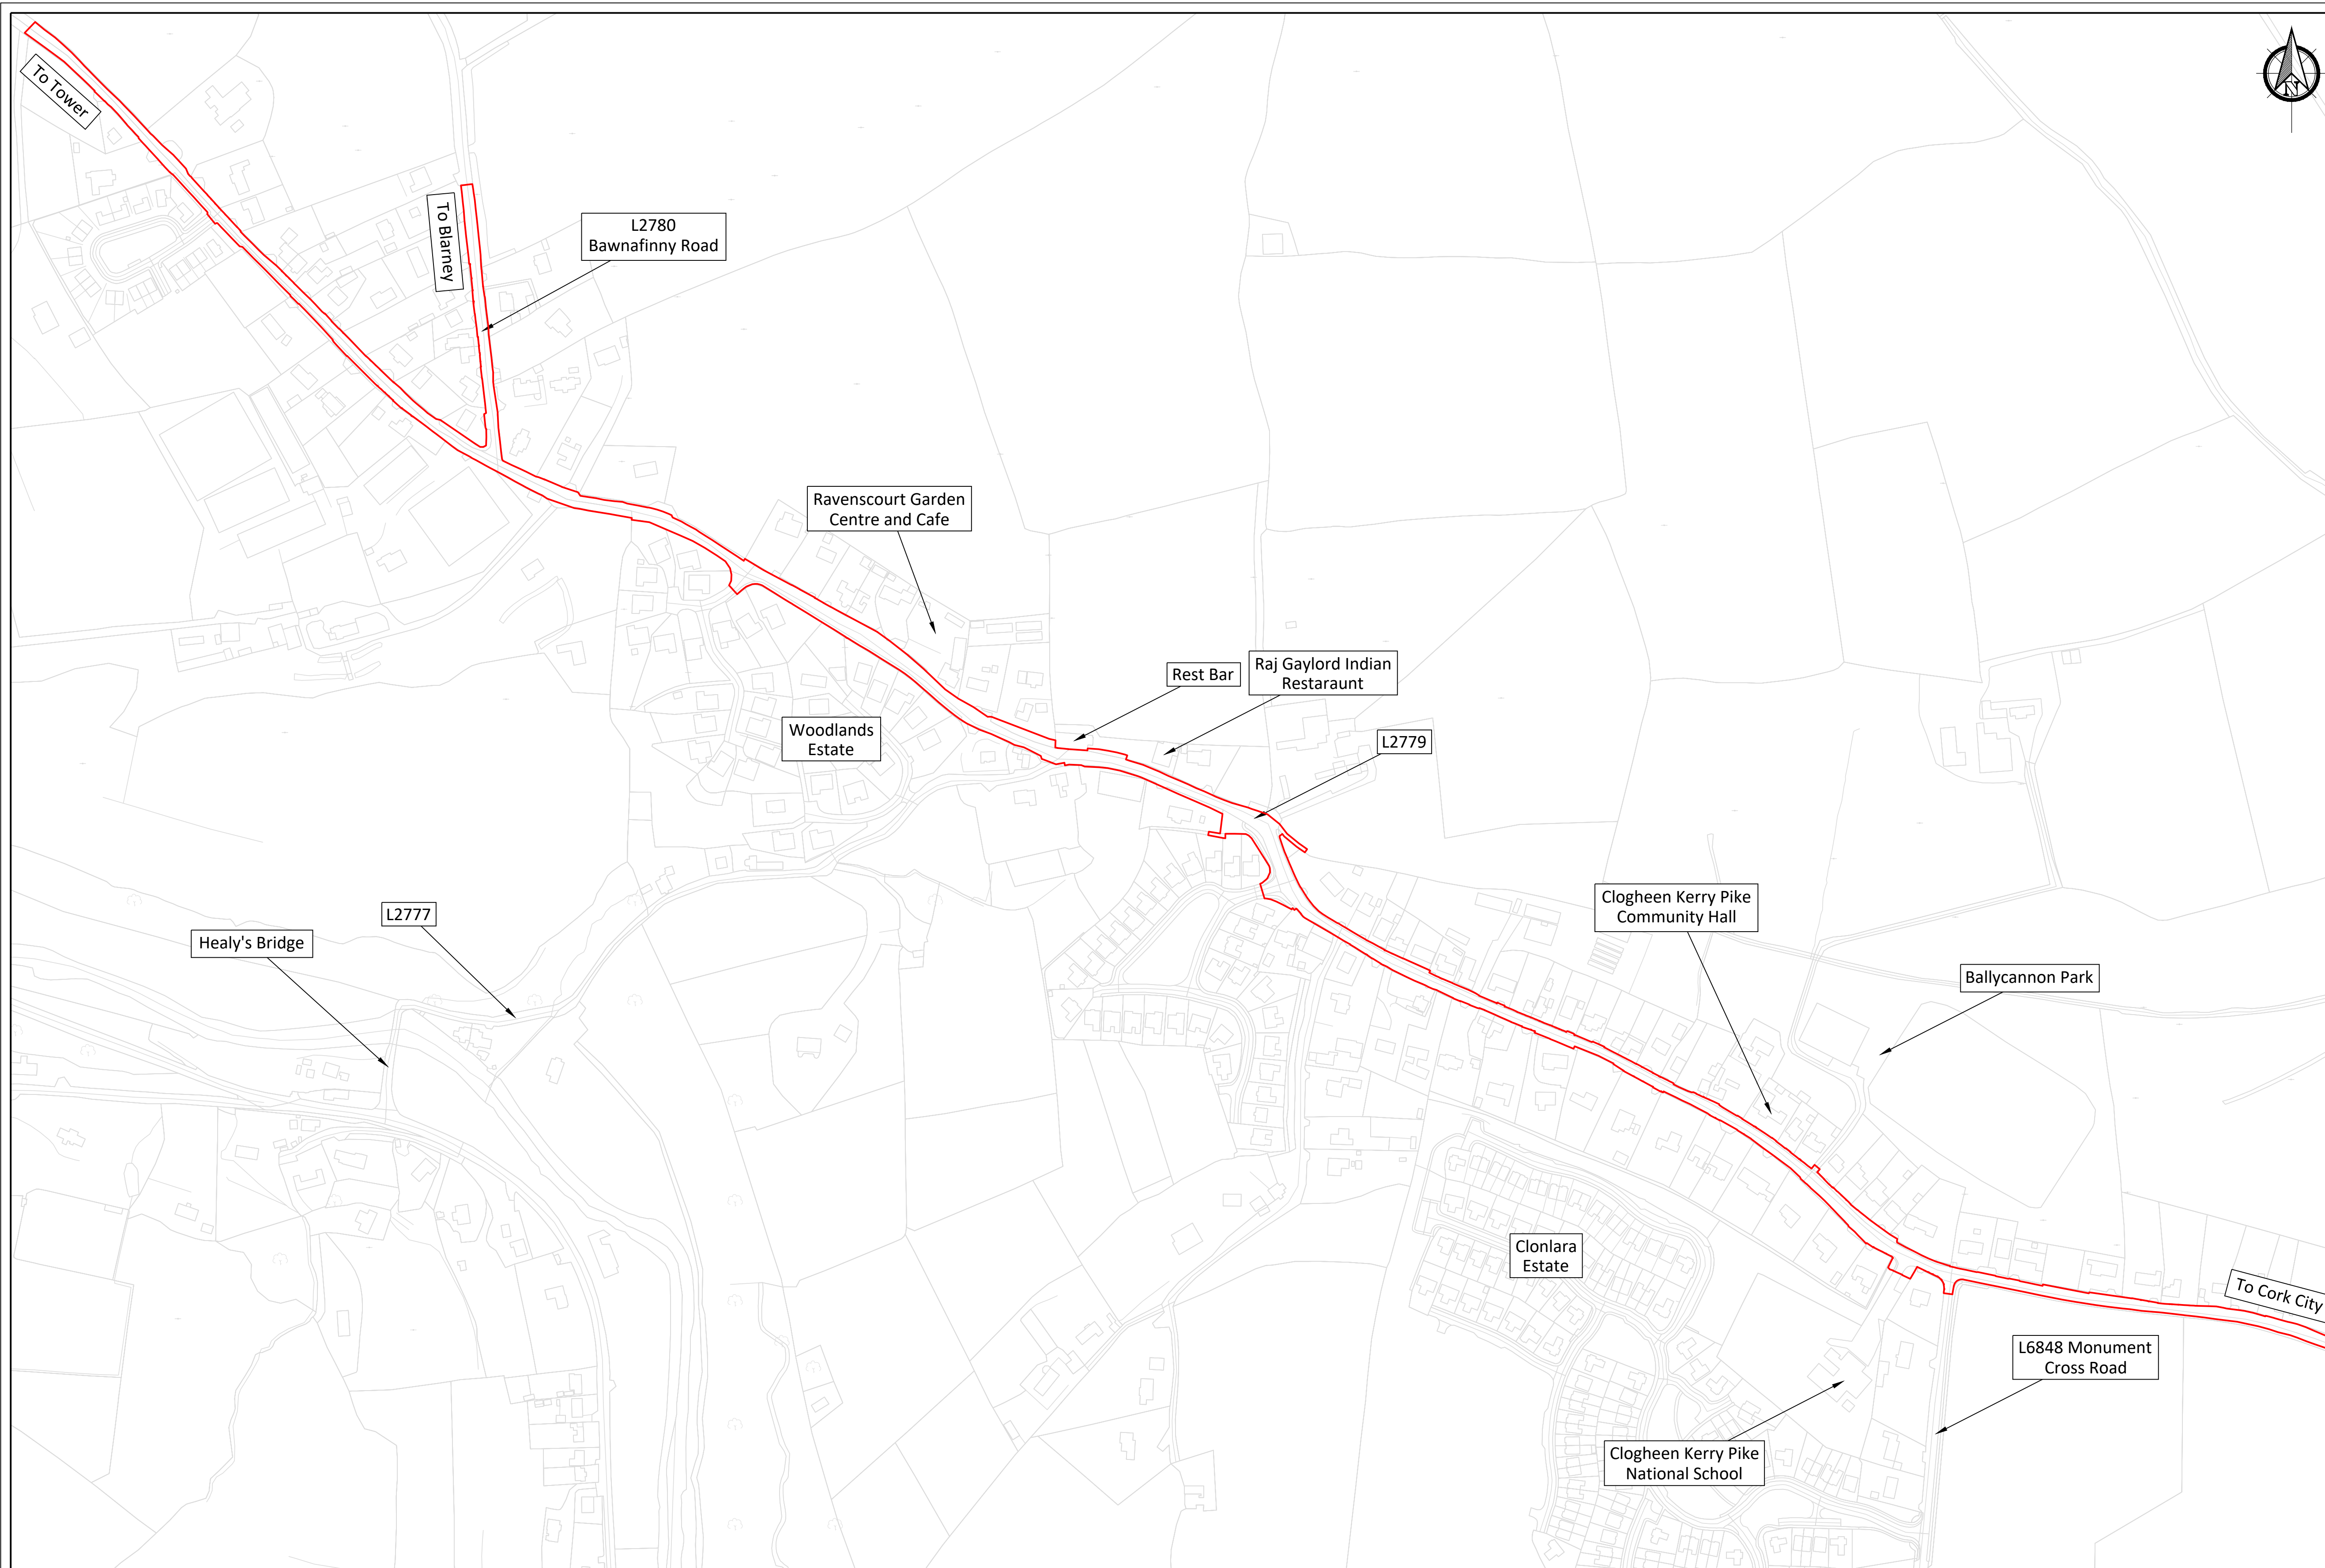 To Tower
N
To Blarney
L2780
Bawnafinny Road
Ravenscourt Garden
Centre and Cafe
Rest Bar
Raj Gaylord Indian
Restaraunt
Woodlands
Estate
L2779
Clogheen Kerry Pike
Community Hall
L2777
Healy's Bridge
Ballycannon Park
Clonlara
Estate
To Cork City
L6848 Monument
Cross Road
Clogheen Kerry Pike
National School